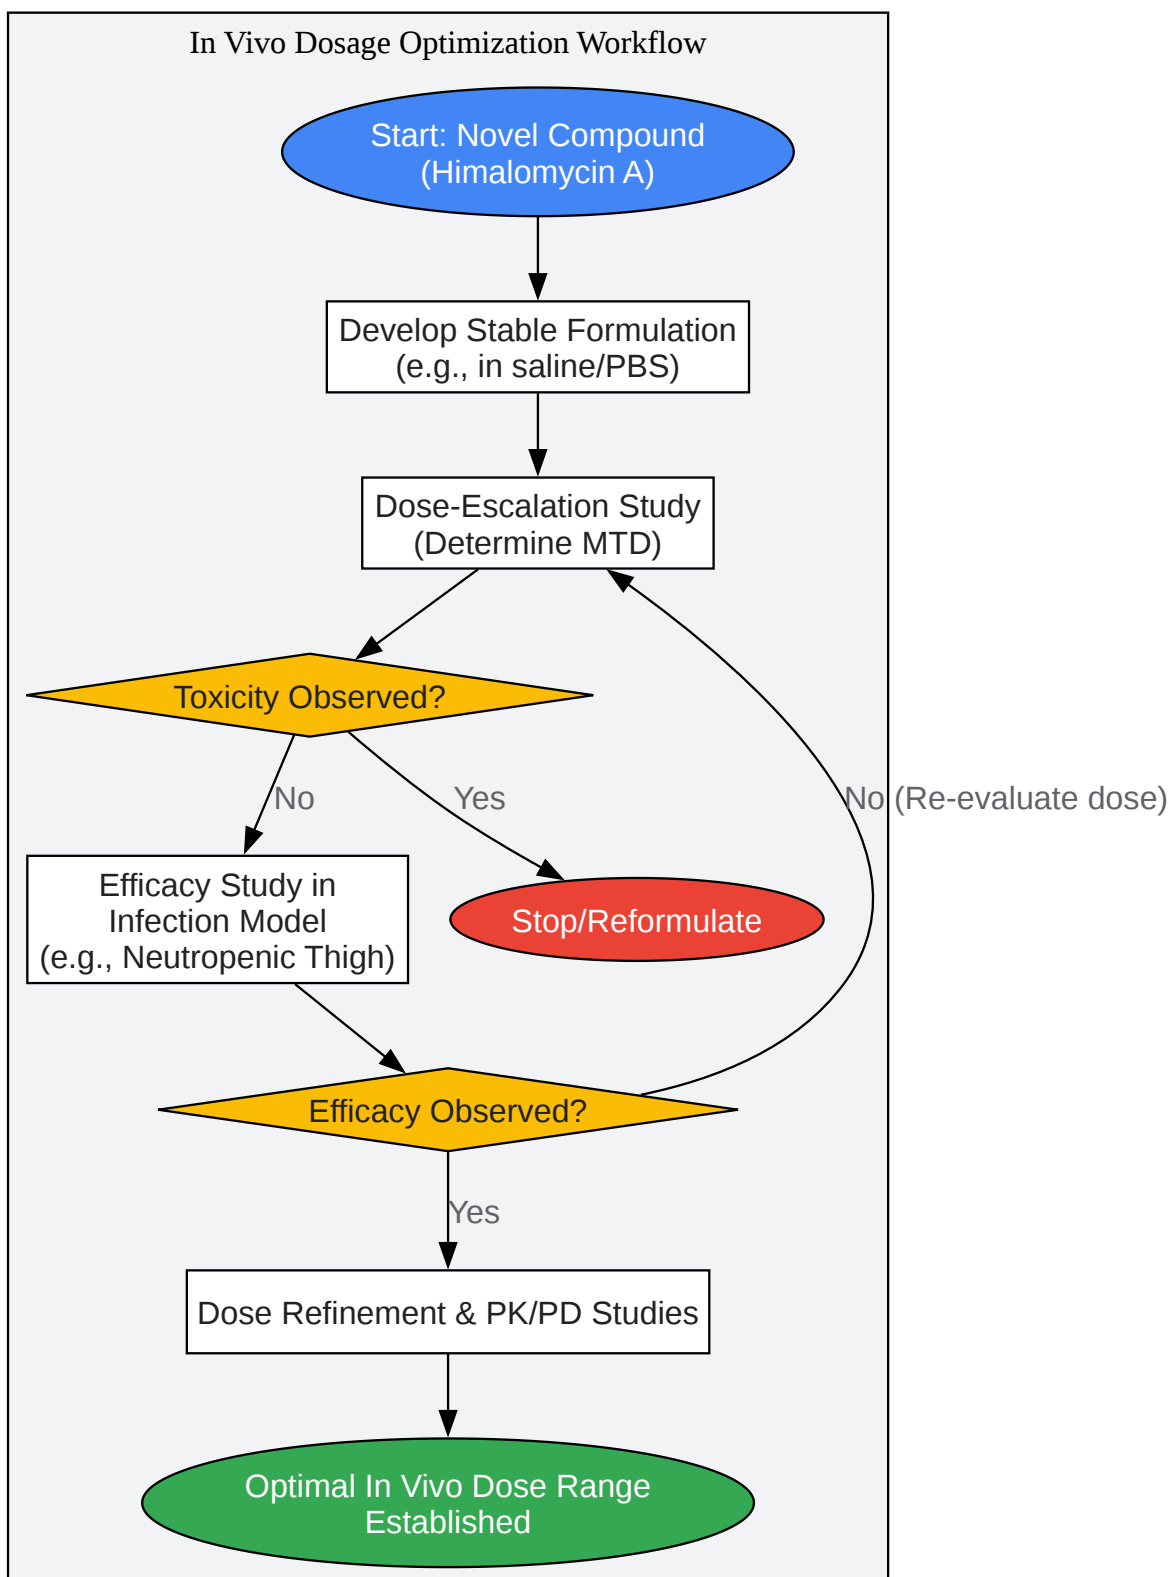 In Vivo Dosage Optimization Workflow
Start: Novel Compound
(Himalomycin A)
Develop Stable Formulation
(e.g., in saline/PBS)
Dose-Escalation Study
(Determine MTD)
Toxicity Observed?
No
Yes
No (Re-evaluate dose)
Efficacy Study in
Infection Model
(e.g., Neutropenic Thigh)
Stop/Reformulate
Efficacy Observed?
Yes
Dose Refinement & PK/PD Studies
Optimal In Vivo Dose Range
Established